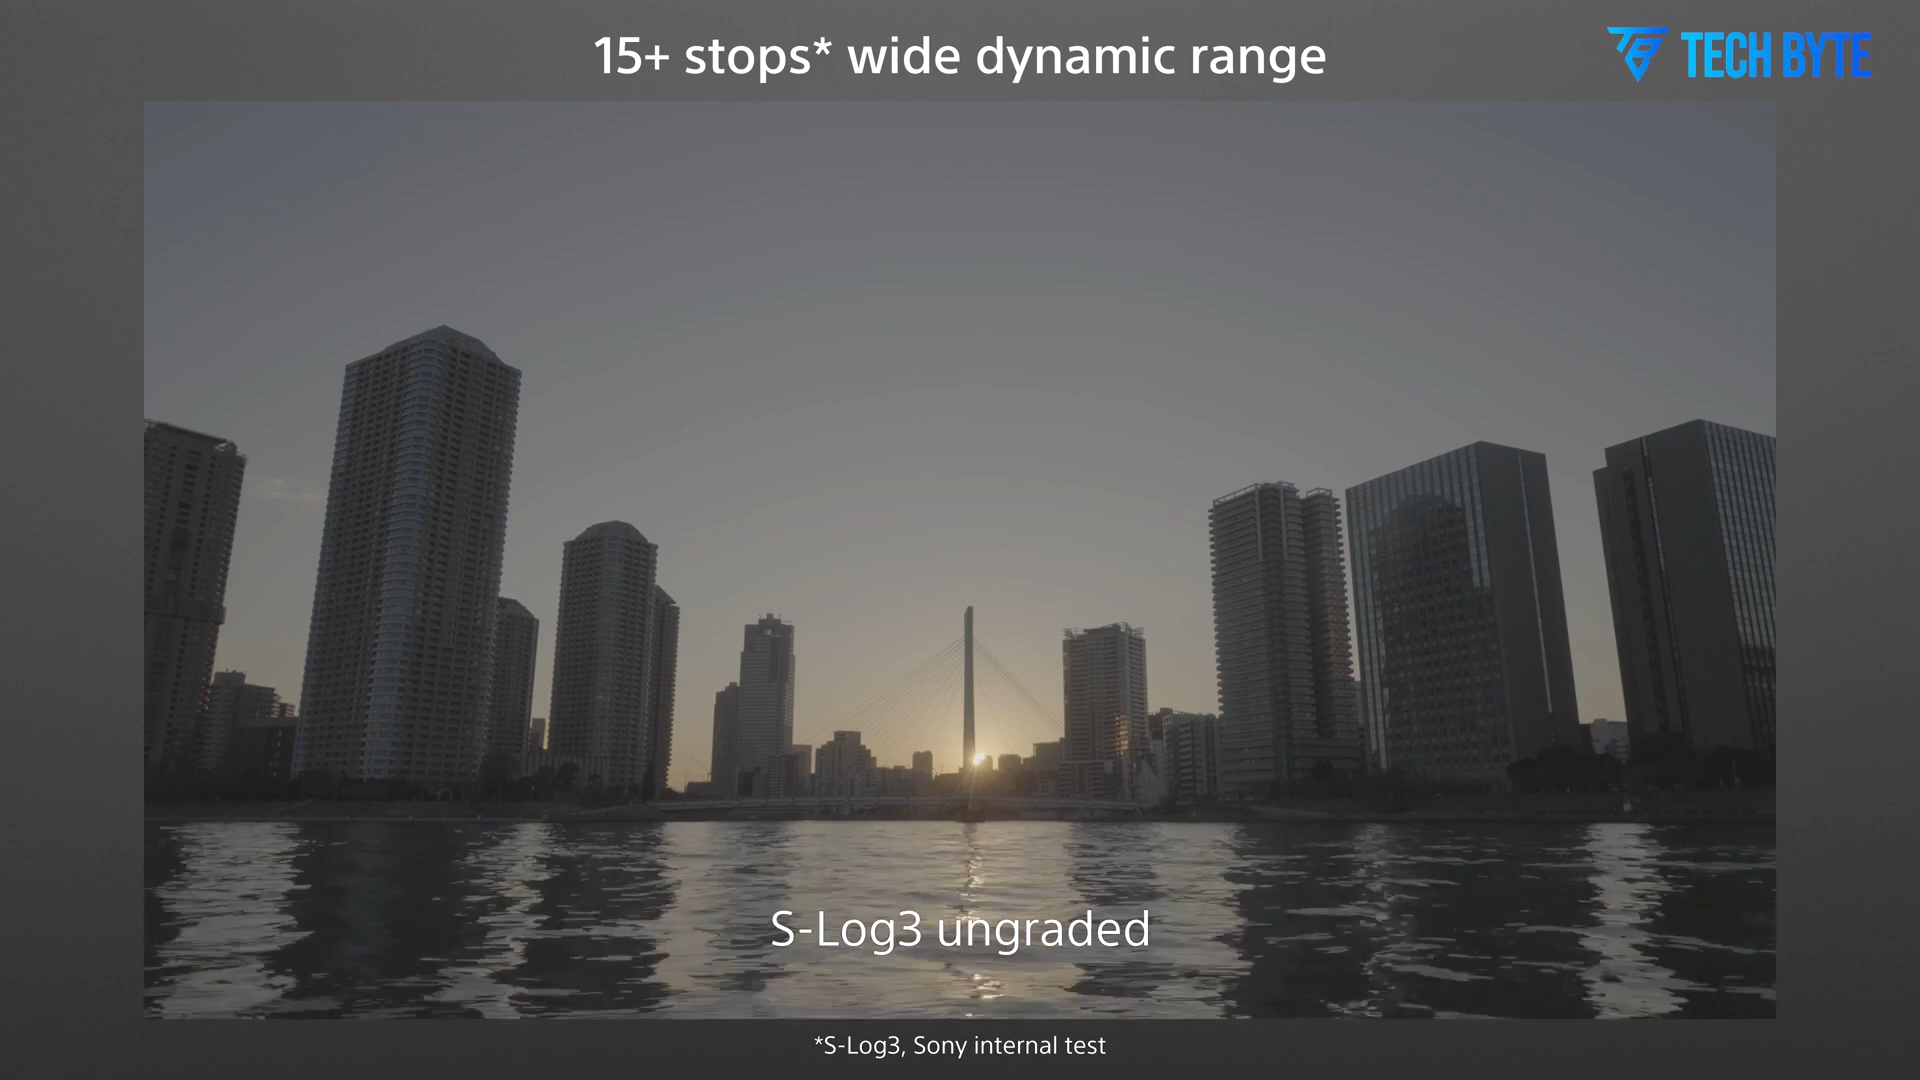 15+ stops* wide dynamic range
TECH BYTE
S-Log3 ungraded
*S-Log3, Sony internal test